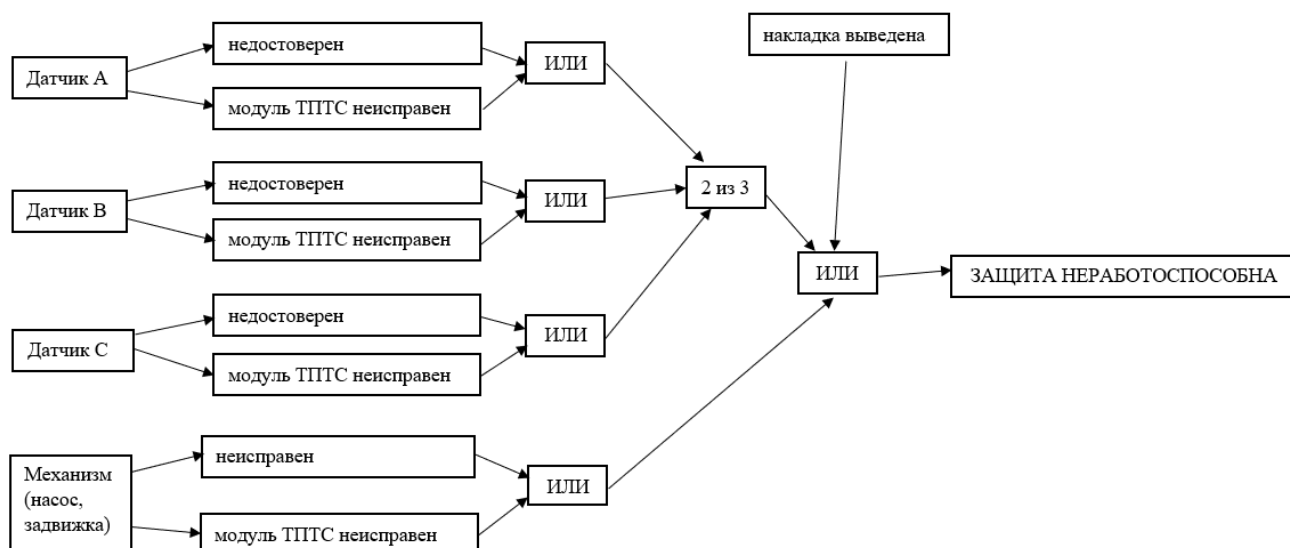 накладка выведена
Датчик А
недостоверен
модуль ТПТС неисправен
ИЛИ
Датчик В
недостоверен
модуль ТПТС неисправен
ИЛИ
2 из 3
ИЛИ
ЗАЩИТА НЕРАБОТОСПОСОБНА
Датчик С
недостоверен
модуль ТПТС неисправен
ИЛИ
Механизм
(насос,
задвижка)
неисправен
модуль ТПТС неисправен
ИЛИ